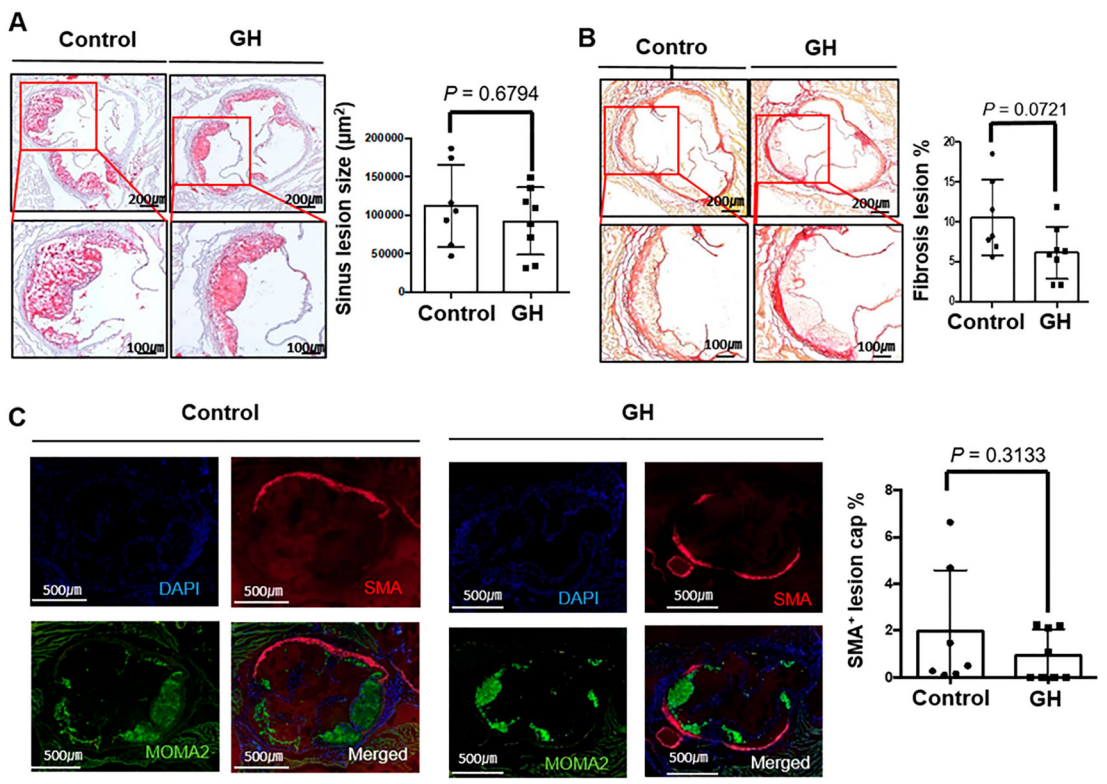 A
Control
GH
200μm
200μm
100μm
100μm
P = 0.6794
Sinus lesion size (μm²)
200000
150000
100000
50000
0
Control
GH
B
Contro
GH
200μm
200μm
100μm
100μm
P = 0.0721
Fibrosis lesion %
20
15
10
5
0
Control
GH
C
Control
GH
500μm
DAPI
500μm
SMA
500μm
DAPI
500μm
SMA
500μm
MOMA2
500μm
Merged
500μm
MOMA2
500μm
Merged
P = 0.3133
SMA⁺ lesion cap %
8
6
4
2
0
Control
GH